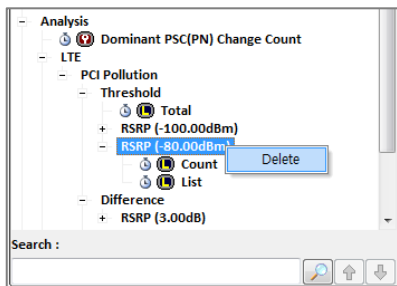 Analysis
Dominant PSC(PN) Change Count
LTE
PCI Pollution
Threshold
Total
RSRP (-100.00dBm)
RSRP (-80.00dBm)
Delete
Count
List
Difference
RSRP (3.00dB)
Search :